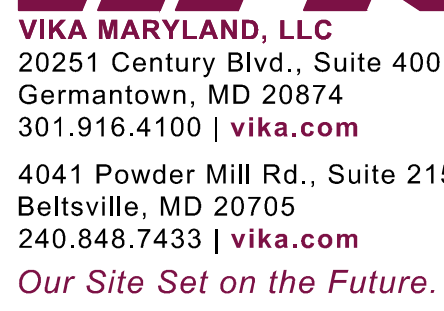 VIKA MARYLAND, LLC
20251 Century Blvd., Suite 400
Germantown, MD 20874
301.916.4100 | vika.com
4041 Powder Mill Rd., Suite
Beltsville, MD 20705
240.848.7433 | vika.com
Our Site Set on the Future.